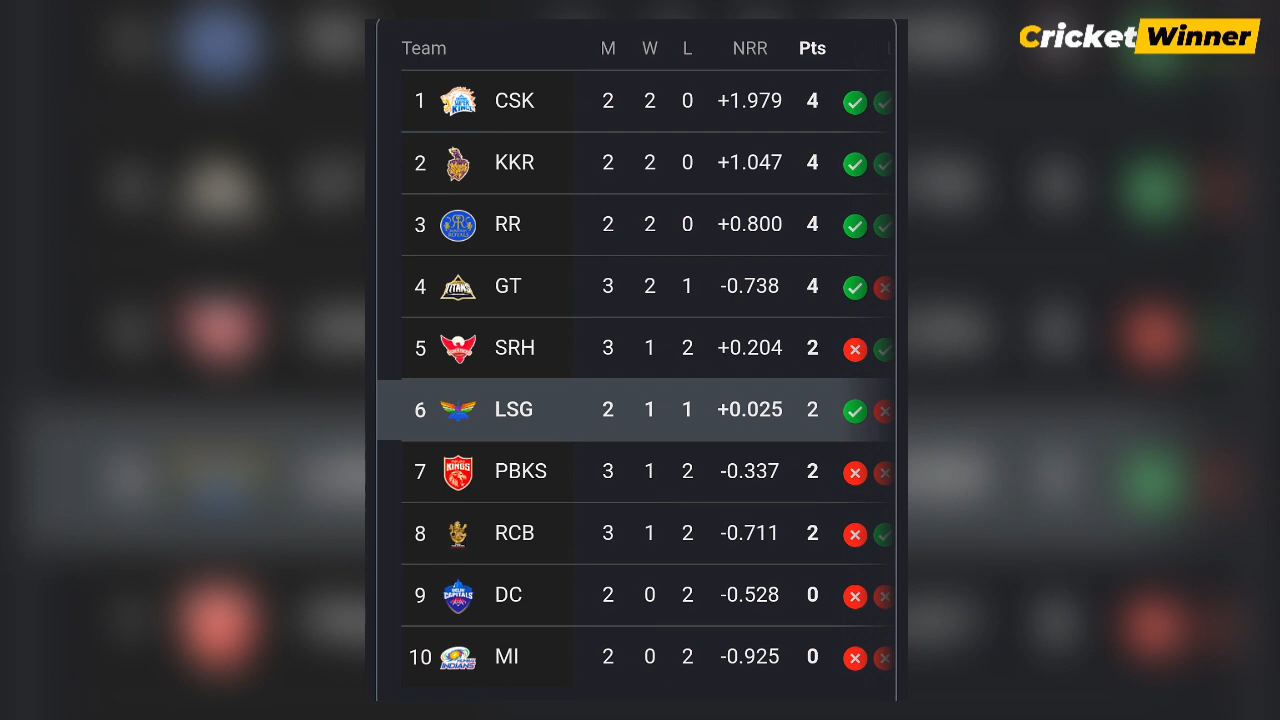 Cricket Winner
Team M W L NRR Pts
1 CSK 2 2 0 +1.979 4
2 KKR 2 2 0 +1.047 4
3 RR 2 2 0 +0.800 4
4 GT 3 2 1 -0.738 4
5 SRH 3 1 2 +0.204 2
6 LSG 2 1 1 +0.025 2
7 PBKS 3 1 2 -0.337 2
8 RCB 3 1 2 -0.711 2
9 DC 2 0 2 -0.528 0
10 MI 2 0 2 -0.925 0